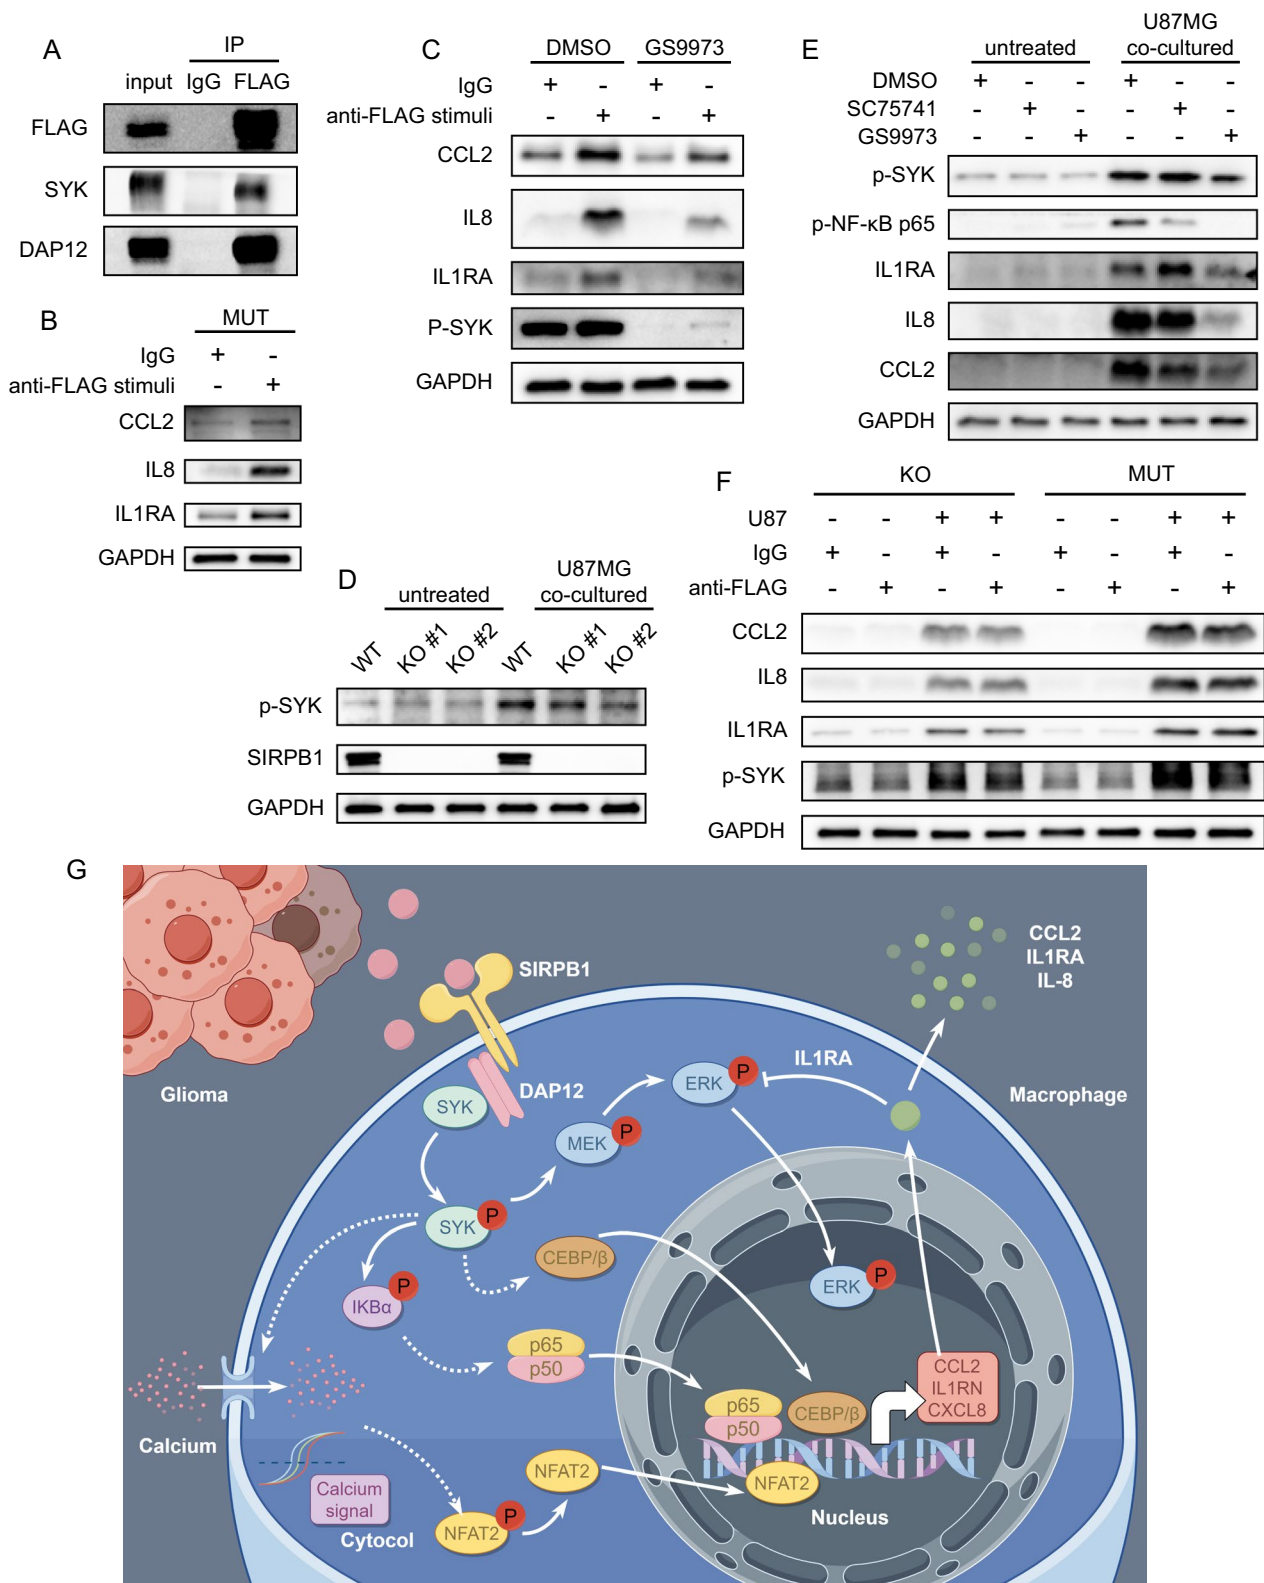 A
IP
input IgG FLAG
FLAG
SYK
DAP12
B
MUT
IgG + -
anti-FLAG stimuli - +
CCL2
IL8
IL1RA
GAPDH
C
DMSO GS9973
IgG + - + -
anti-FLAG stimuli - + - +
CCL2
IL8
IL1RA
P-SYK
GAPDH
D
untreated
U87MG
co-cultured
WT KO #1 KO #2 WT KO #1 KO #2
p-SYK
SIRPB1
GAPDH
E
untreated
U87MG
co-cultured
DMSO + - - + - -
SC75741 - + - - + -
GS9973 - - + - - +
p-SYK
p-NF-κB p65
IL1RA
IL8
CCL2
GAPDH
F
KO MUT
U87 - - + + - - + +
IgG + - + - + - + -
anti-FLAG - + - + - + - +
CCL2
IL8
IL1RA
p-SYK
GAPDH
G
SIRPB1
CCL2
IL1RA
IL-8
Glioma
DAP12
SYK
MEK P
ERK P
IL1RA
Macrophage
SYK P
CEBP/β
IKBα P
p65
p50
ERK P
p65
p50
CEBP/β
CCL2
IL1RN
CXCL8
Calcium
Calcium
signal
NFAT2
NFAT2
Nucleus
Cytocol
NFAT2 P